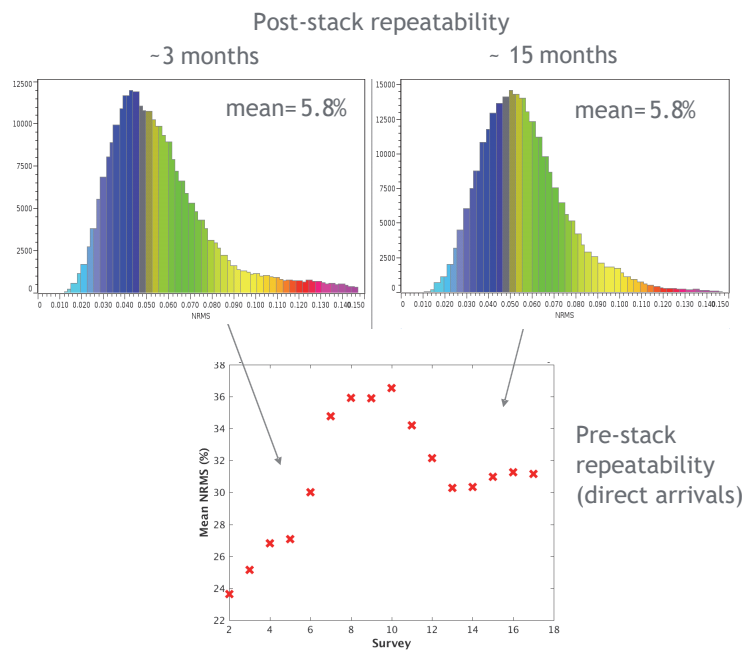 Post-stack repeatability
~3 months
~ 15 months
12500
10000
7500
5000
2500
0
mean= 5.8%
0 0.010 0.020 0.030 0.040 0.050 0.060 0.070 0.080 0.090 0.100 0.110 0.120 0.130 0.140 0.150
NRMS
15000
12500
10000
7500
5000
2500
0
mean= 5.8%
0 0.010 0.020 0.030 0.040 0.050 0.060 0.070 0.080 0.090 0.100 0.110 0.120 0.130 0.140 0.150
NRMS
38
36
34
32
30
28
26
24
22
Mean NRMS (%)
2 4 6 8 10 12 14 16 18
Survey
Pre-stack
repeatability
(direct arrivals)